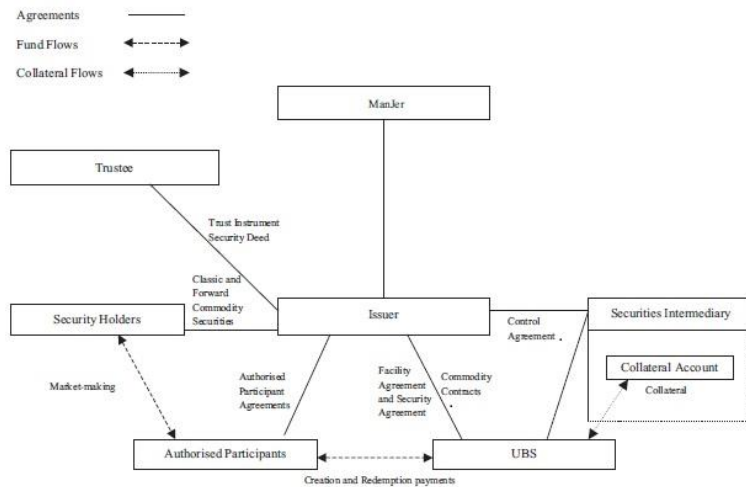 Agreements
Fund Flows
Collateral Flows
ManJer
Trustee
Trust Instrument
Security Deed
Classic and
Forward
Commodity
Securities
Security Holders
Issuer
Securities Intermediary
Control
Agreement
Collateral Account
Collateral
Market-making
Authorised
Participant
Agreements
Facility
Agreement
and Security
Agreement
Commodity
Contracts
Authorised Participants
UBS
Creation and Redemption payments